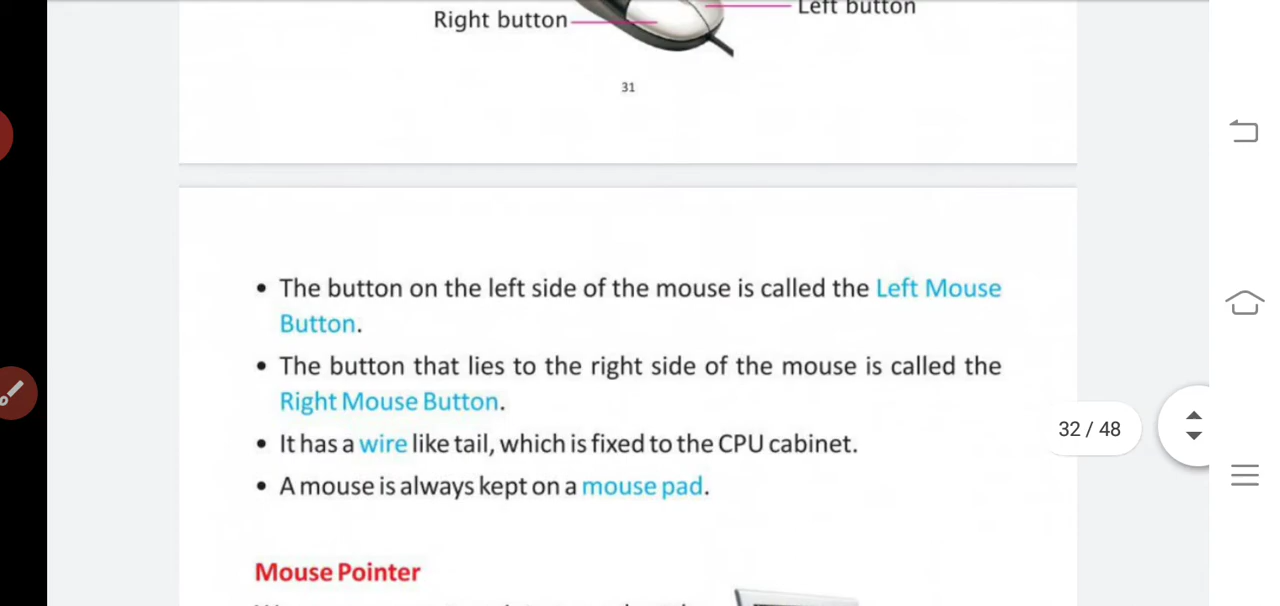 Left button
Right button
31
• The button on the left side of the mouse is called the Left Mouse
Button.
• The button that lies to the right side of the mouse is called the
Right Mouse Button.
• It has a wire like tail, which is fixed to the CPU cabinet.
• A mouse is always kept on a mouse pad.
32 / 48
Mouse Pointer